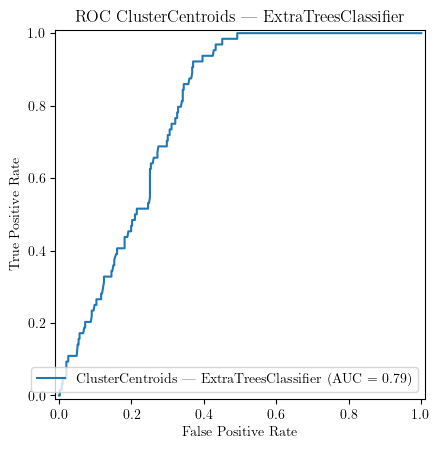 ROC ClusterCentroids — ExtraTreesClassifier
1.0
0.8
0.6
0.4
0.2
0.0
True Positive Rate
ClusterCentroids — ExtraTreesClassifier (AUC = 0.79)
0.0 0.2 0.4 0.6 0.8 1.0
False Positive Rate